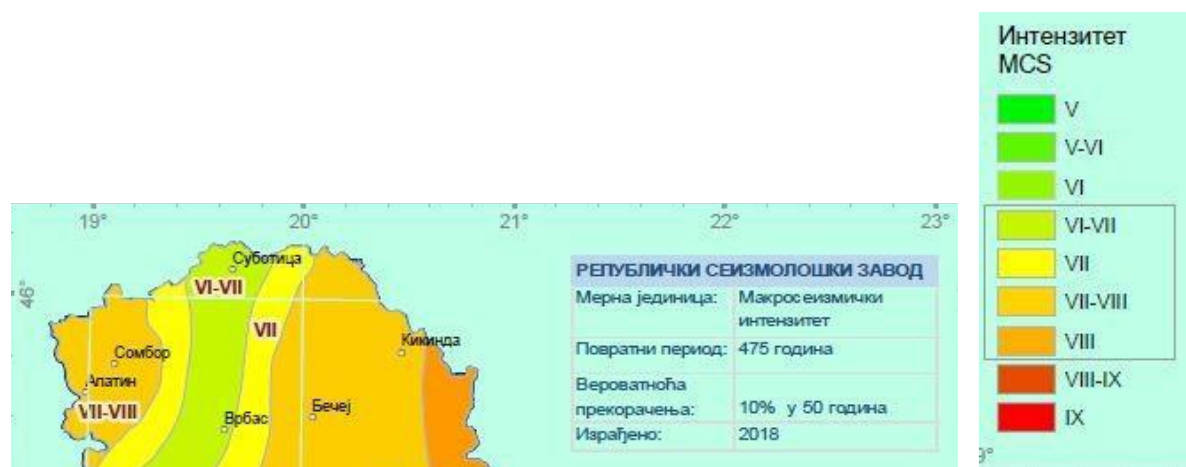 19° 20° 21° 22° 23°
46°
Суботица
VI-VII
VII
Сомбор
Кикинда
Апатин
VII-VIII
Врбас
Бечеј
РЕПУБЛИЧКИ СЕИЗМОЛОШКИ ЗАВОД
Мерна јединица: Макросеизмички
интензитет
Повратни период: 475 година
Вероватноћа
прекорачења: 10% у 50 година
Израђено: 2018
Интензитет
MCS
V
V-VI
VI
VI-VII
VII
VII-VIII
VIII
VIII-IX
IX